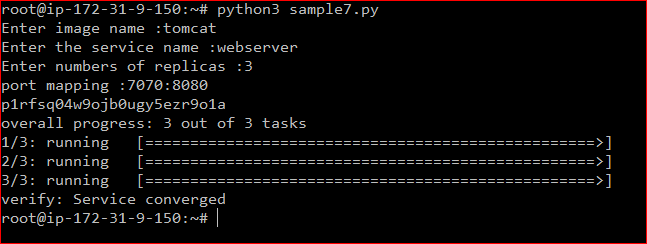 root@ip-172-31-9-150:~# python3 sample7.py
Enter image name :tomcat
Enter the service name :webserver
Enter numbers of replicas :3
port mapping :7070:8080
p1rfsq04w9ojb0ugy5ezr9o1a
overall progress: 3 out of 3 tasks
1/3: running   [==================================================>]
2/3: running   [==================================================>]
3/3: running   [==================================================>]
verify: Service converged
root@ip-172-31-9-150:~#